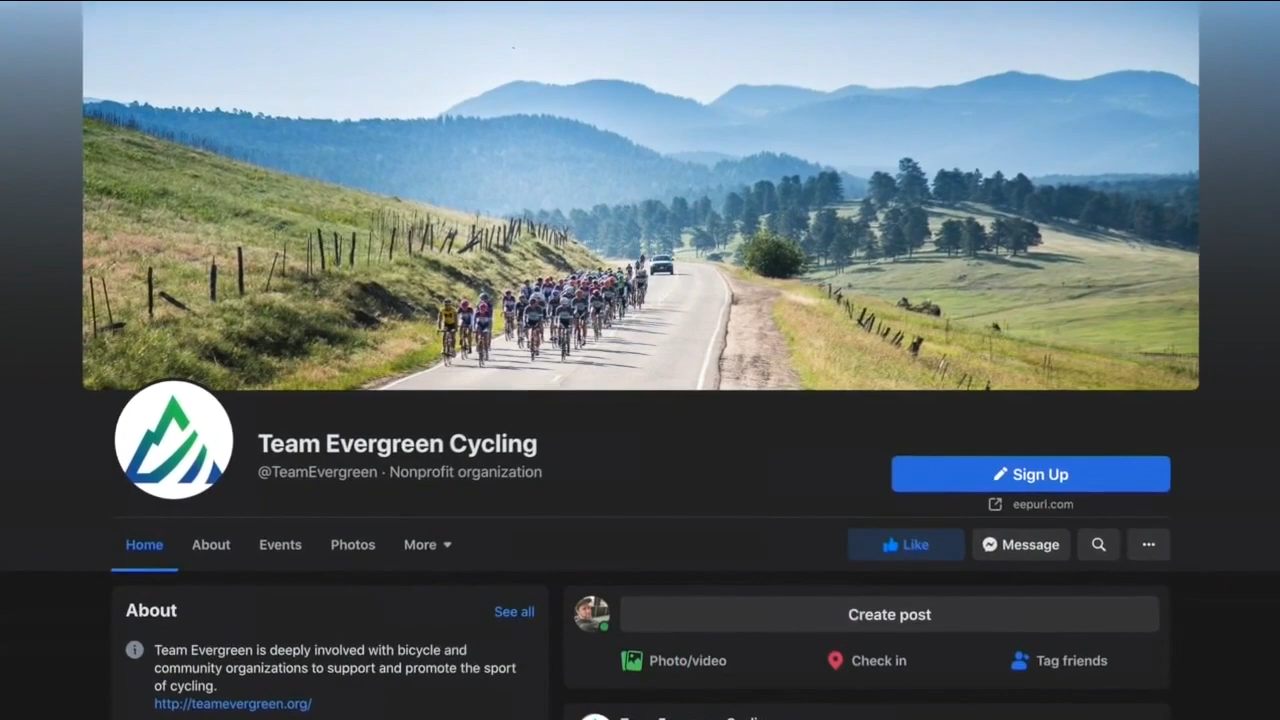 Team Evergreen Cycling
@TeamEvergreen · Nonprofit organization
Sign Up
eepurl.com
Home
About
Events
Photos
More
Like
Message
About
See all
Team Evergreen is deeply involved with bicycle and
community organizations to support and promote the sport
of cycling.
http://teamevergreen.org/
Create post
Photo/video
Check in
Tag friends